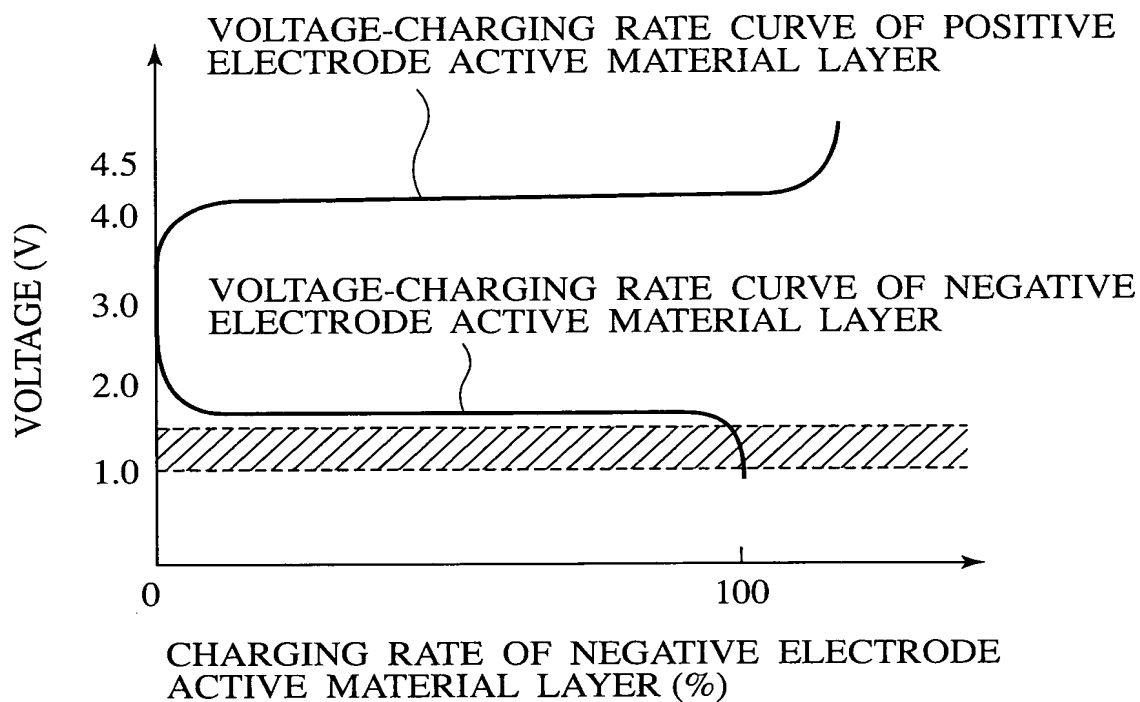 VOLTAGE-CHARGING RATE CURVE OF POSITIVE
ELECTRODE ACTIVE MATERIAL LAYER
4.5
4.0
VOLTAGE-CHARGING RATE CURVE OF NEGATIVE
ELECTRODE ACTIVE MATERIAL LAYER
3.0
2.0
1.0
VOLTAGE (V)
0
100
CHARGING RATE OF NEGATIVE ELECTRODE
ACTIVE MATERIAL LAYER (%)